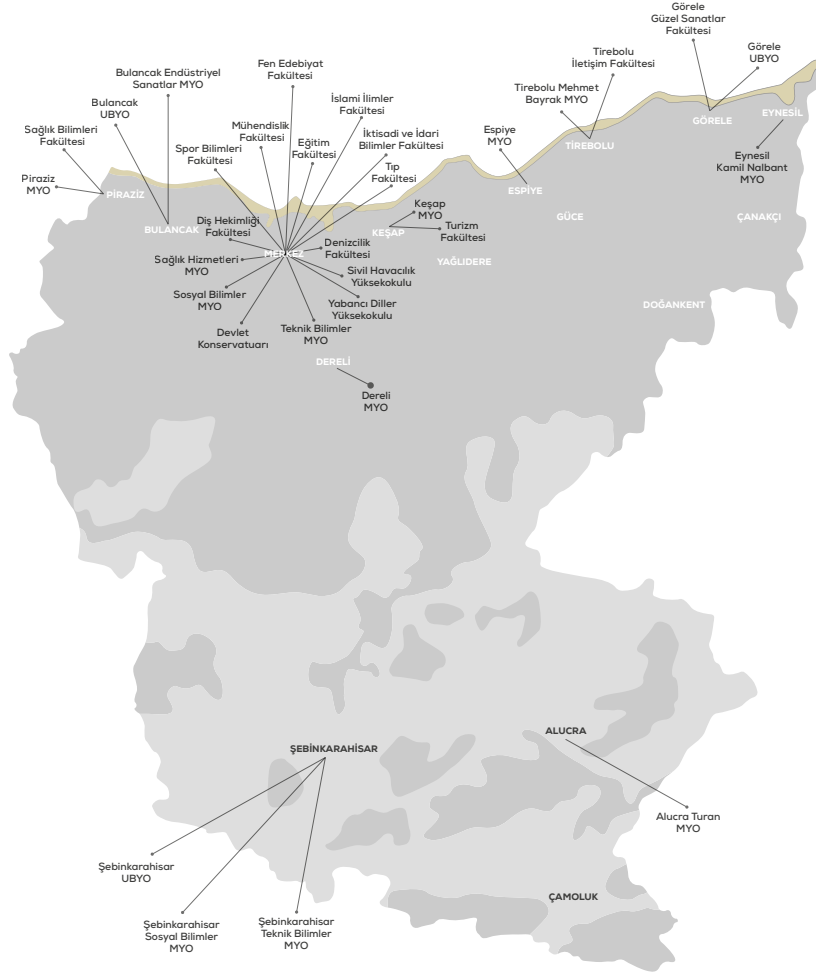 Görele
Güzel Sanatlar
Fakültesi
Görele
UBYO
Tirebolu
İletişim Fakültesi
Tirebolu Mehmet
Bayrak MYO
Fen Edebiyat
Fakültesi
Bulancak Endüstriyel
Sanatlar MYO
Bulancak
UBYO
İslami İlimler
Fakültesi
Sağlık Bilimleri
Fakültesi
Mühendislik
Fakültesi
Eğitim
Fakültesi
İktisadi ve İdari
Bilimler Fakültesi
Spor Bilimleri
Fakültesi
Tıp
Fakültesi
Espiye
MYO
Eynesil
Kamil Nalbant
MYO
Piraziz
MYO
PİRAZİZ
BULANCAK
MERKEZ
KEŞAP
ESPİYE
TİREBOLU
GÖRELE
EYNESİL
GÜCE
ÇANAKÇI
YAĞLIDERE
DOĞANKENT
Keşap
MYO
Turizm
Fakültesi
Diş Hekimliği
Fakültesi
Denizcilik
Fakültesi
Sağlık Hizmetleri
MYO
Sivil Havacılık
Yüksekokulu
Sosyal Bilimler
MYO
Yabancı Diller
Yüksekokulu
Devlet
Konservatuarı
Teknik Bilimler
MYO
DERELİ
Dereli
MYO
ŞEBİNKARAHİSAR
ALUCRA
Alucra Turan
MYO
Şebinkarahisar
UBYO
Şebinkarahisar
Sosyal Bilimler
MYO
Şebinkarahisar
Teknik Bilimler
MYO
ÇAMOLUK